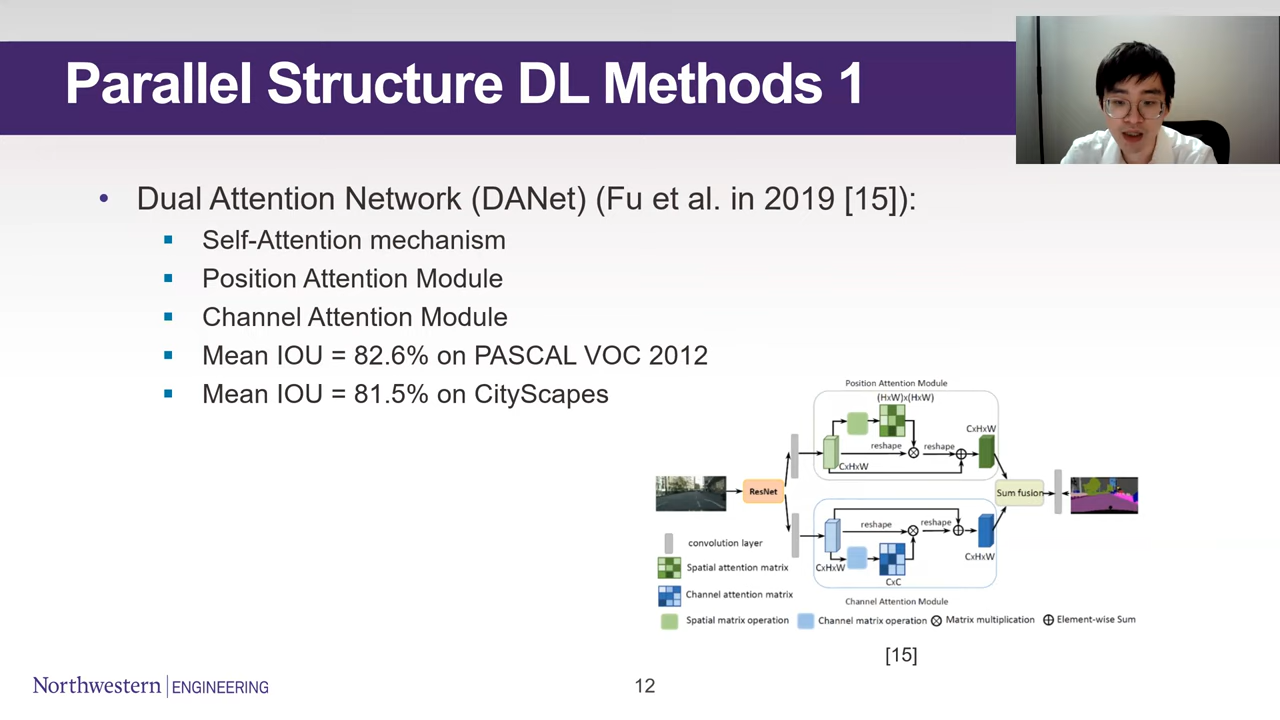 Parallel Structure DL Methods 1
• Dual Attention Network (DANet) (Fu et al. in 2019 [15]):
▪ Self-Attention mechanism
▪ Position Attention Module
▪ Channel Attention Module
▪ Mean IOU = 82.6% on PASCAL VOC 2012
▪ Mean IOU = 81.5% on CityScapes
Position Attention Module
(HxW)x(HxW)
CxHxW
reshape
reshape
CxHxW
ResNet
Sum fusion
reshape
reshape
CxHxW
CxHxW
CxC
Channel Attention Module
convolution layer
Spatial attention matrix
Channel attention matrix
Spatial matrix operation
Channel matrix operation
Matrix multiplication
Element-wise Sum
[15]
Northwestern | ENGINEERING
12